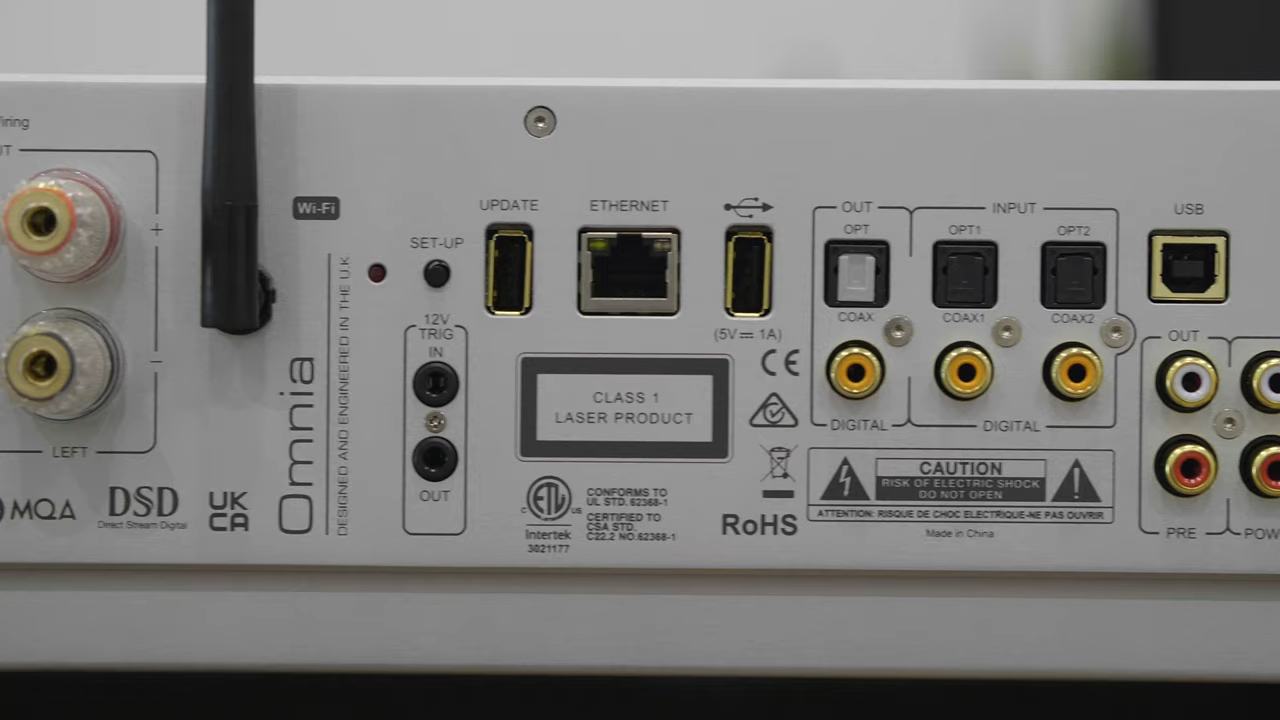 UPDATE
ETHERNET
Wi-Fi
SET-UP
(5V⎓1A)
12V
TRIG
IN
OUT
+
−
LEFT
MQA
DSD
Direct Stream Digital
UK
CA
Omnia
DESIGNED AND ENGINEERED IN THE U.K
CLASS 1
LASER PRODUCT
CE
ETL
C US
Intertek
3021177
CONFORMS TO
UL STD. 62368-1
CERTIFIED TO
CSA STD.
C22.2 NO.62368-1
RoHS
OUT
INPUT
OPT
OPT1
OPT2
COAX
COAX1
COAX2
DIGITAL
DIGITAL
CAUTION
RISK OF ELECTRIC SHOCK
DO NOT OPEN
ATTENTION: RISQUE DE CHOC ELECTRIQUE-NE PAS OUVRIR
Made in China
USB
OUT
PRE